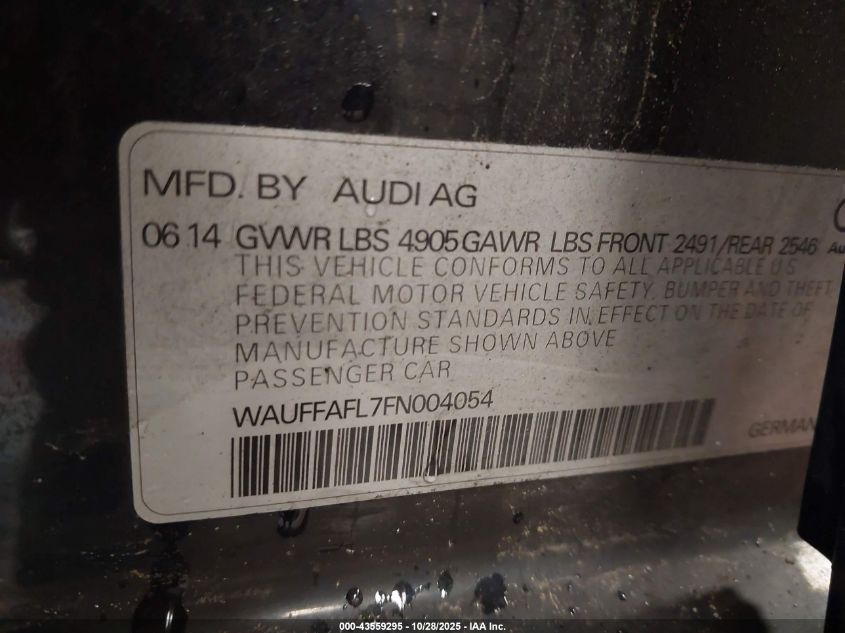 MFD. BY AUDI AG
06 14 GVWR LBS 4905 GAWR LBS FRONT 2491/REAR 2546
THIS VEHICLE CONFORMS TO ALL APPLICABLE U S
FEDERAL MOTOR VEHICLE SAFETY, BUMPER AND THEFT
PREVENTION STANDARDS IN EFFECT ON THE DATE OF
MANUFACTURE SHOWN ABOVE
PASSENGER CAR
WAUFFAFL7FN004054
GERMAN
000-43559295 - 10/28/2025 - IAA Inc.